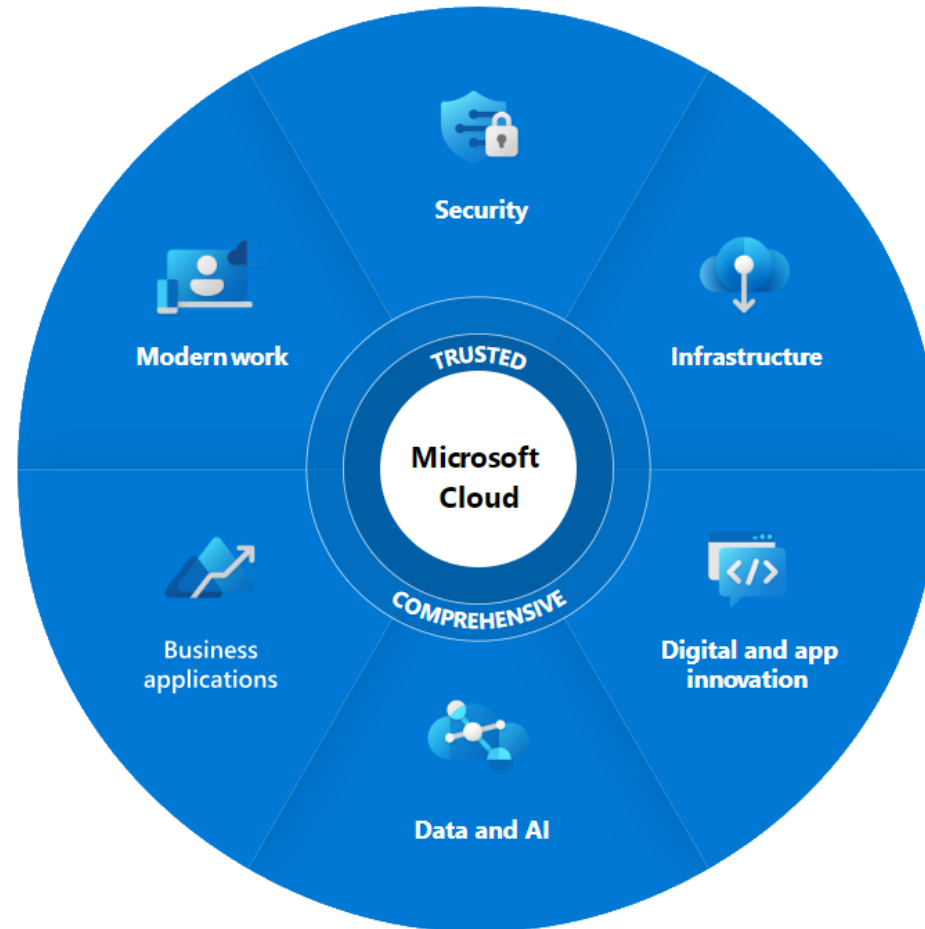 Security
Modern work
Infrastructure
TRUSTED
Microsoft
Cloud
COMPREHENSIVE
Business
applications
Digital and app
innovation
Data and AI